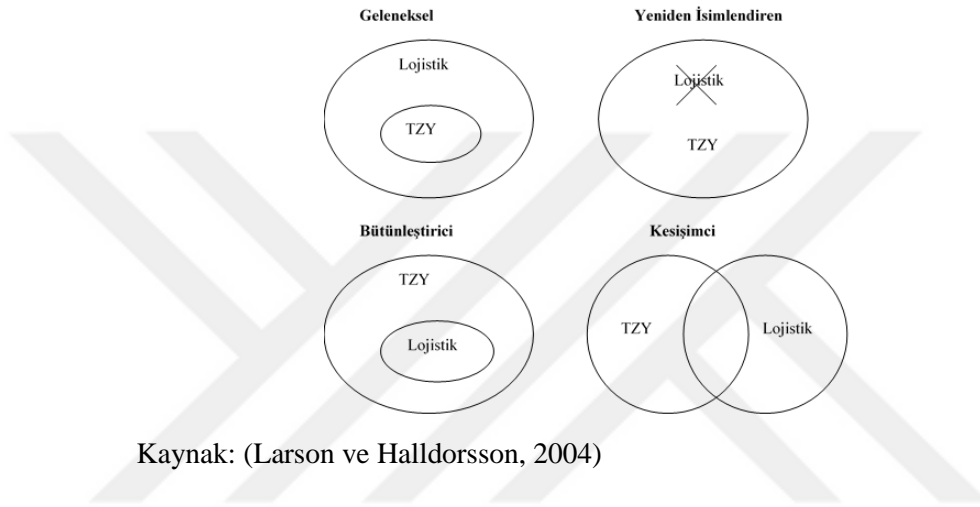 Geleneksel
Lojistik
TZY
Yeniden İsimlendiren
Lojistik
TZY
Bütünleştirici
TZY
Lojistik
Kesişimci
TZY
Lojistik
Kaynak: (Larson ve Halldorsson, 2004)